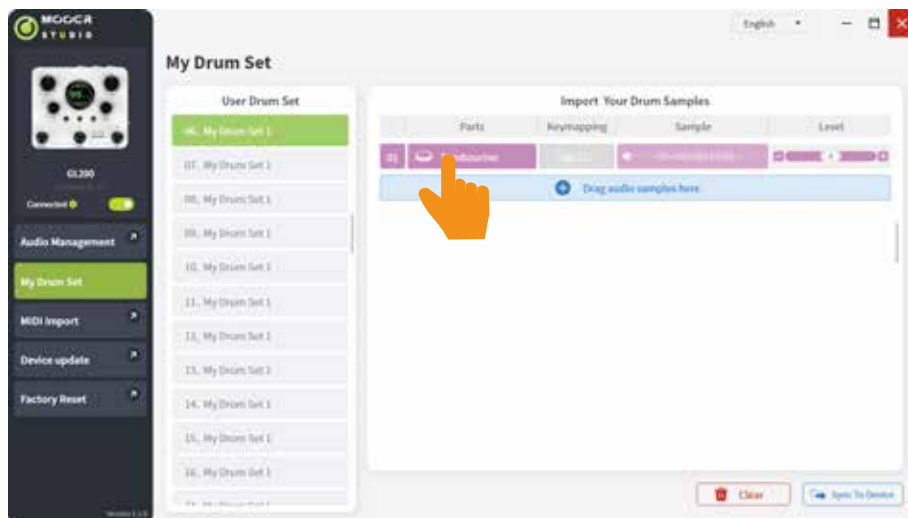 MOOER
STUDIO
English
My Drum Set
User Drum Set
Import Your Drum Samples
Parts
Keymapping
Sample
Level
06. My Drum Set 1
01
07. My Drum Set 1
Drag audio samples here
08. My Drum Set 1
09. My Drum Set 1
10. My Drum Set 1
11. My Drum Set 1
12. My Drum Set 1
13. My Drum Set 1
14. My Drum Set 1
15. My Drum Set 1
16. My Drum Set 1
GL200
Connected
Audio Management
My Drum Set
MIDI Import
Device update
Factory Reset
Clear
Sync To Device